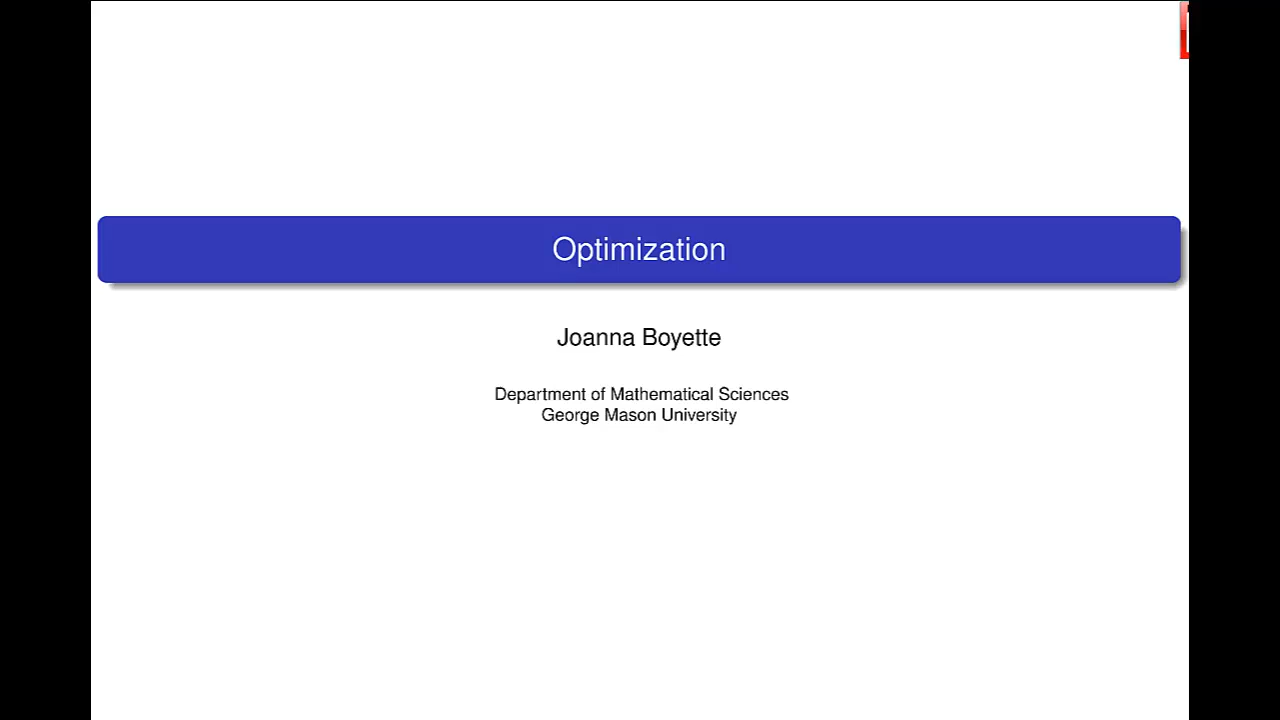 Optimization
Joanna Boyette
Department of Mathematical Sciences
George Mason University